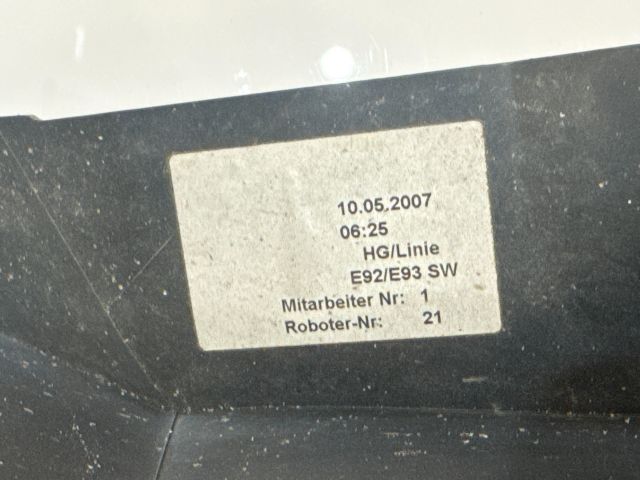 10.05.2007
06:25
HG/Linie
E92/E93 SW
Mitarbeiter Nr: 1
Roboter-Nr: 21